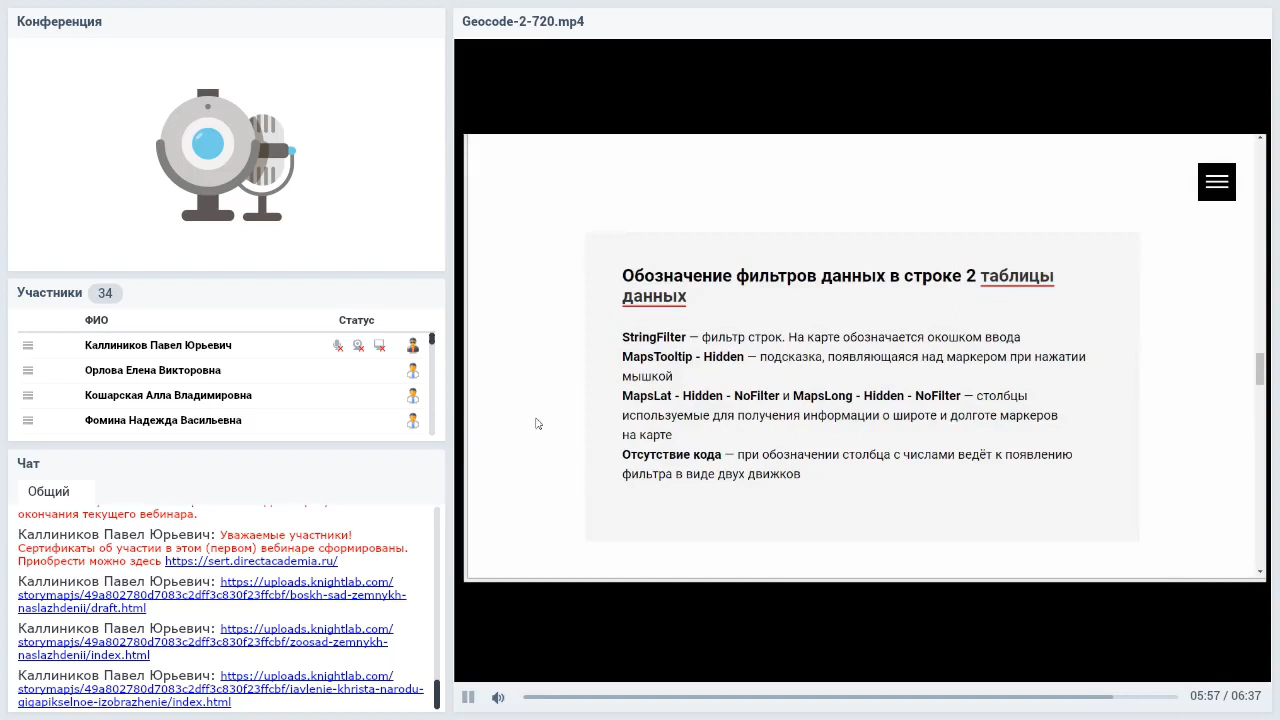 Конференция
Участники 34
ФИО Статус
Каллиников Павел Юрьевич
Орлова Елена Викторовна
Кошарская Алла Владимировна
Фомина Надежда Васильевна
Чат
Общий
окончания текущего вебинара.
Каллиников Павел Юрьевич: Уважаемые участники!
Сертификаты об участии в этом (первом) вебинаре сформированы.
Приобрести можно здесь https://sert.directacademia.ru/
Каллиников Павел Юрьевич: https://uploads.knightlab.com/
storymapjs/49a802780d7083c2dff3c830f23ffcbf/boskh-sad-zemnykh-
naslazhdenii/draft.html
Каллиников Павел Юрьевич: https://uploads.knightlab.com/
storymapjs/49a802780d7083c2dff3c830f23ffcbf/zoosad-zemnykh-
naslazhdenii/index.html
Каллиников Павел Юрьевич: https://uploads.knightlab.com/
storymapjs/49a802780d7083c2dff3c830f23ffcbf/iavlenie-khrista-narodu-
gigapikselnoe-izobrazhenie/index.html
Geocode-2-720.mp4
Обозначение фильтров данных в строке 2 таблицы
данных
StringFilter — фильтр строк. На карте обозначается окошком ввода
MapsTooltip - Hidden — подсказка, появляющаяся над маркером при нажатии
мышкой
MapsLat - Hidden - NoFilter и MapsLong - Hidden - NoFilter — столбцы
используемые для получения информации о широте и долготе маркеров
на карте
Отсутствие кода — при обозначении столбца с числами ведёт к появлению
фильтра в виде двух движков
05:57 / 06:37